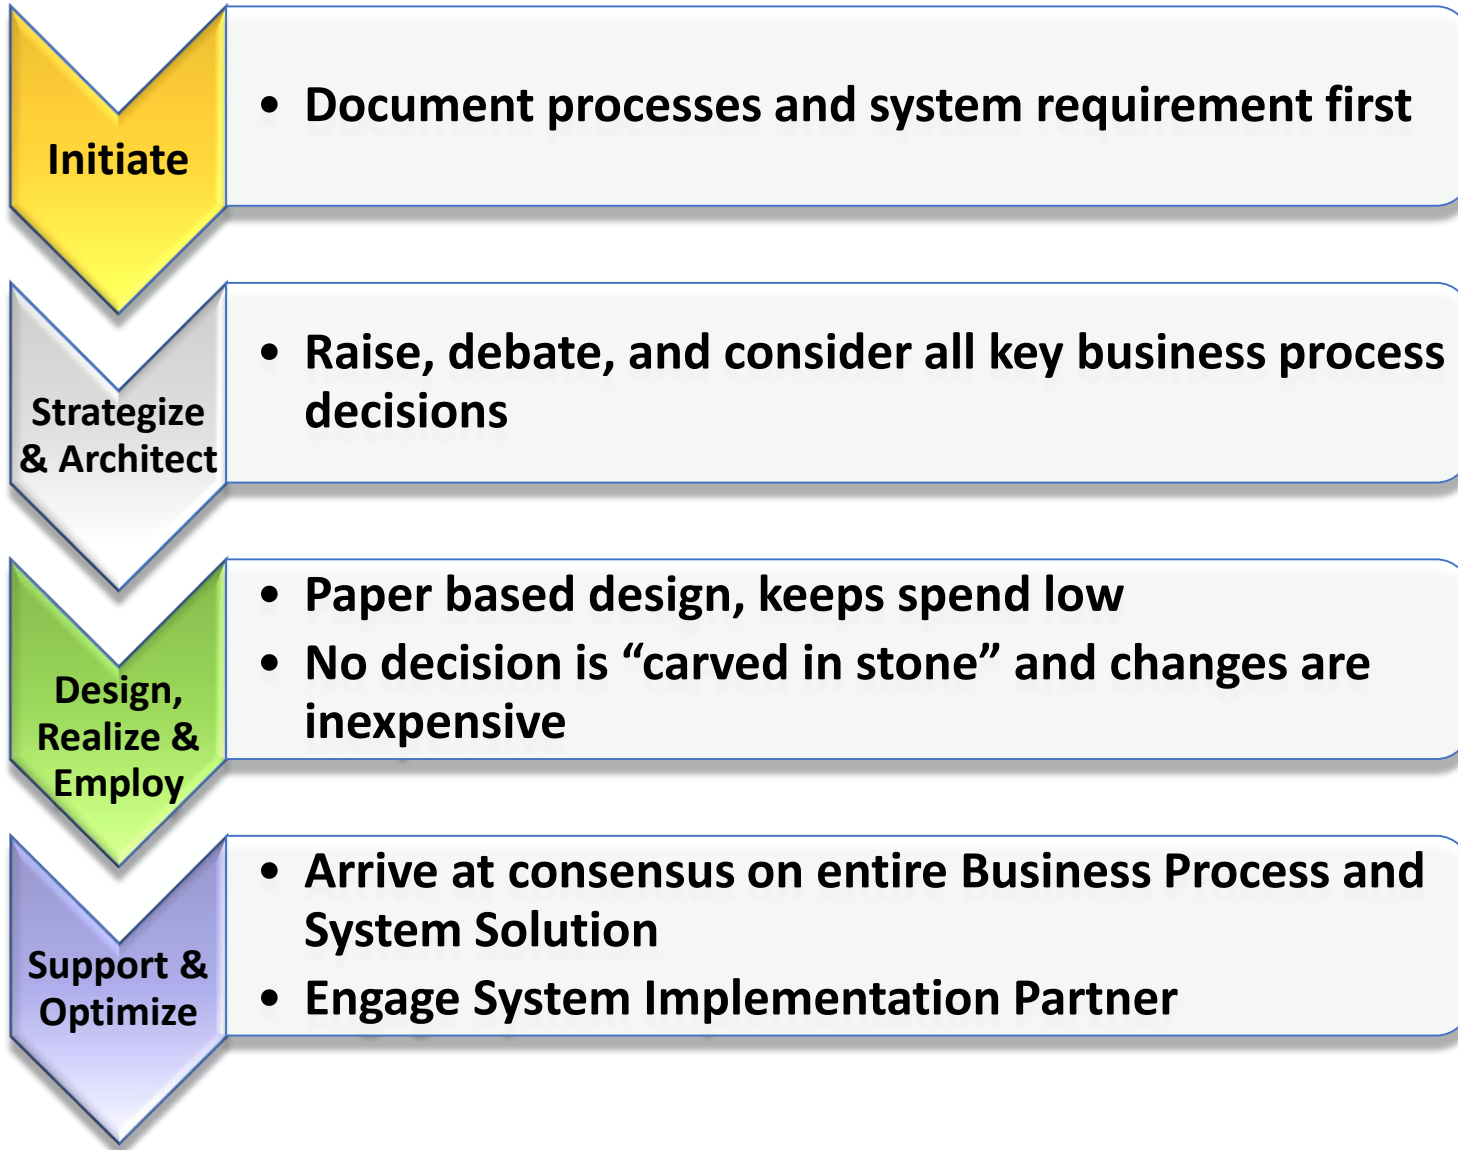 Initiate
• Document processes and system requirement first
Strategize
& Architect
• Raise, debate, and consider all key business process
decisions
Design,
Realize &
Employ
• Paper based design, keeps spend low
• No decision is “carved in stone” and changes are
inexpensive
Support &
Optimize
• Arrive at consensus on entire Business Process and
System Solution
• Engage System Implementation Partner